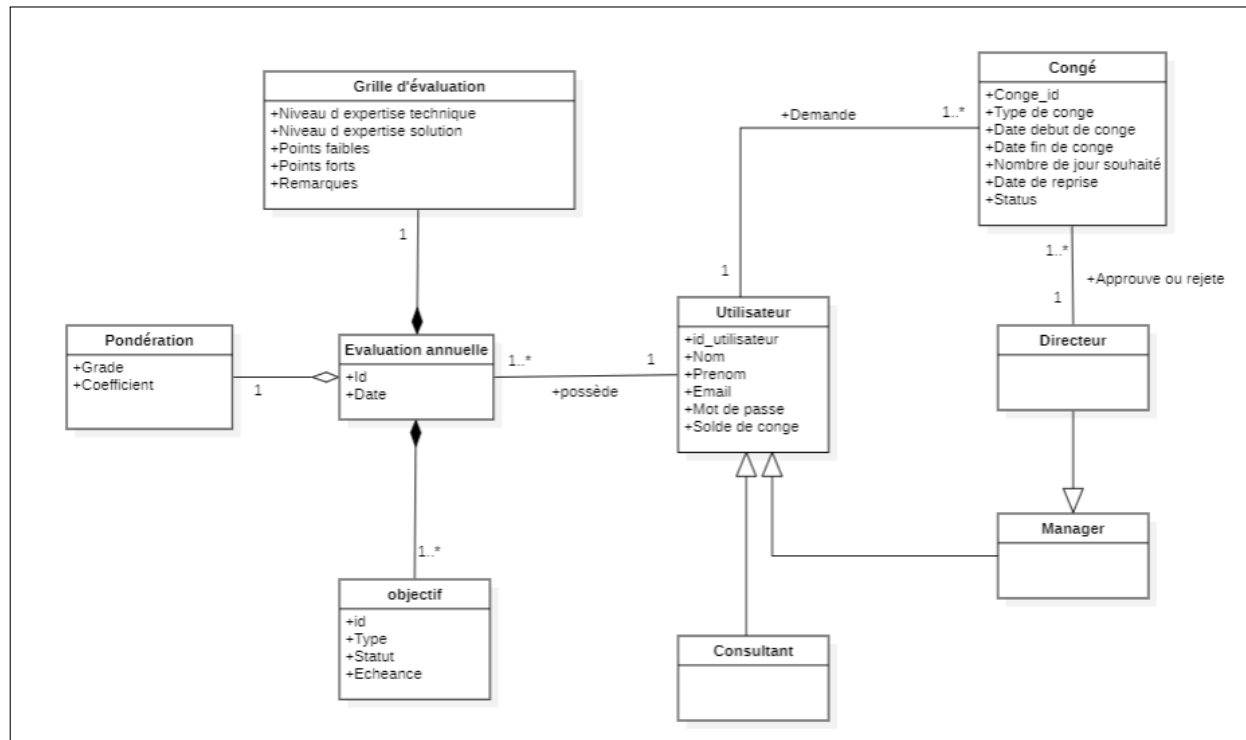 Grille d'évaluation
+Niveau d expertise technique
+Niveau d expertise solution
+Points faibles
+Points forts
+Remarques
1
Congé
+Conge_id
+Type de conge
+Date debut de conge
+Date fin de conge
+Nombre de jour souhaité
+Date de reprise
+Status
+Demande
1..*
1
1..*
+Approuve ou rejete
1
Pondération
+Grade
+Coefficient
1
Evaluation annuelle
+Id
+Date
1..*
1
+possède
Utilisateur
+id_utilisateur
+Nom
+Prenom
+Email
+Mot de passe
+Solde de conge
Directeur
Manager
1..*
objectif
+id
+Type
+Statut
+Echeance
Consultant